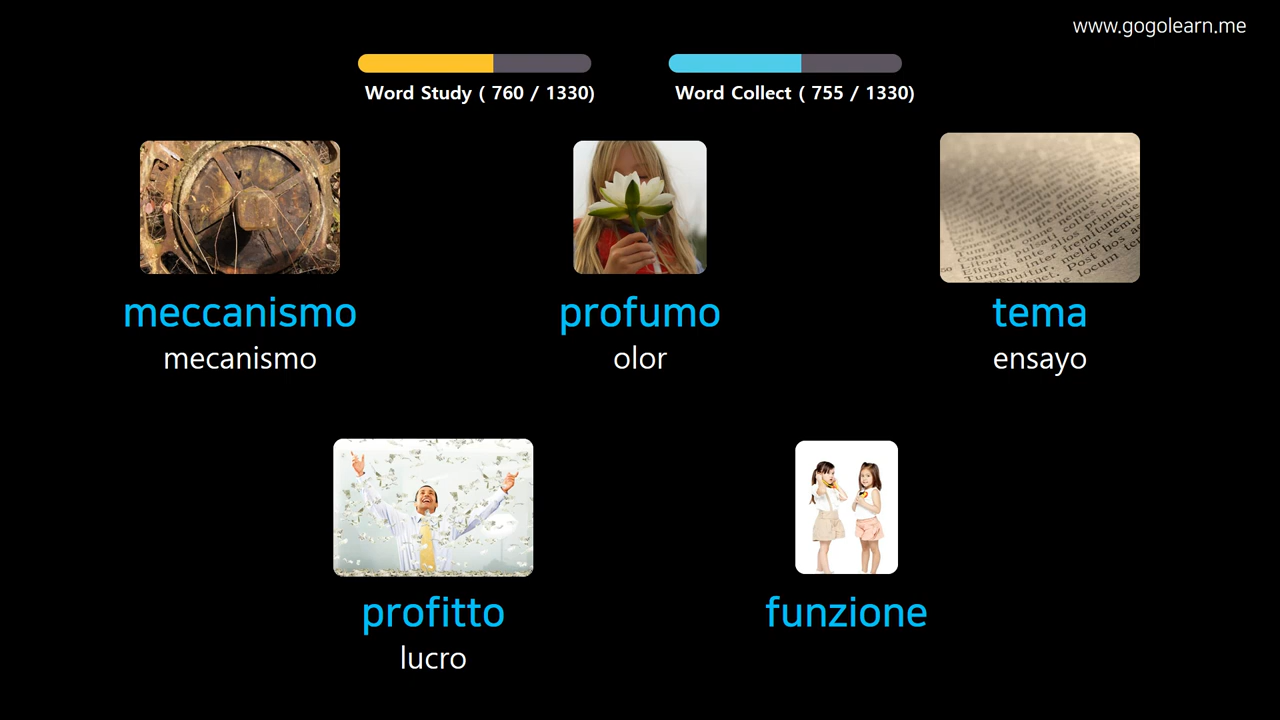 www.gogolearn.me
Word Study ( 760 / 1330)
Word Collect ( 755 / 1330)
meccanismo
mecanismo
profumo
olor
tema
ensayo
profitto
lucro
funzione